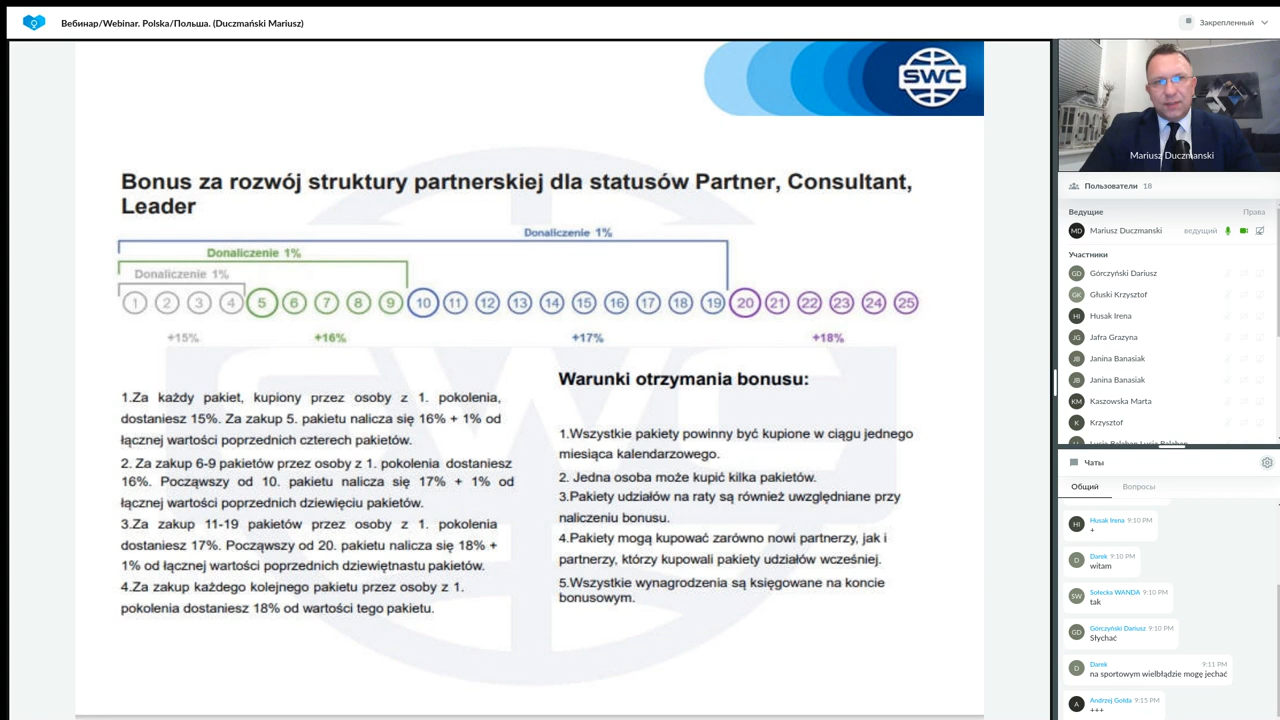 Вебинар/Webinar. Polska/Польша. (Duczmański Mariusz)
Закрепленный
SWC
Bonus za rozwój struktury partnerskiej dla statusów Partner, Consultant,
Leader
Donaliczenie 1%
Donaliczenie 1%
Donaliczenie 1%
1 2 3 4 5 6 7 8 9 10 11 12 13 14 15 16 17 18 19 20 21 22 23 24 25
+15% +16% +17% +18%
1.Za każdy pakiet, kupiony przez osoby z 1. pokolenia,
dostaniesz 15%. Za zakup 5. pakietu nalicza się 16% + 1% od
łącznej wartości poprzednich czterech pakietów.
2. Za zakup 6-9 pakietów przez osoby z 1. pokolenia dostaniesz
16%. Począwszy od 10. pakietu nalicza się 17% + 1% od
łącznej wartości poprzednich dziewięciu pakietów.
3.Za zakup 11-19 pakietów przez osoby z 1. pokolenia
dostaniesz 17%. Począwszy od 20. pakietu nalicza się 18% +
1% od łącznej wartości poprzednich dziewiętnastu pakietów.
4.Za zakup każdego kolejnego pakietu przez osoby z 1.
pokolenia dostaniesz 18% od wartości tego pakietu.
Warunki otrzymania bonusu:
1.Wszystkie pakiety powinny być kupione w ciągu jednego
miesiąca kalendarzowego.
2. Jedna osoba może kupić kilka pakietów.
3.Pakiety udziałów na raty są również uwzględniane przy
naliczeniu bonusu.
4.Pakiety mogą kupować zarówno nowi partnerzy, jak i
partnerzy, którzy kupowali pakiety udziałów wcześniej.
5.Wszystkie wynagrodzenia są księgowane na koncie
bonusowym.
Mariusz Duczmanski
Пользователи 18
Ведущие Права
MD Mariusz Duczmanski ведущий
Участники
GD Górczyński Dariusz
GK Głuski Krzysztof
HI Husak Irena
JG Jafra Grazyna
JB Janina Banasiak
JB Janina Banasiak
KM Kaszowska Marta
K Krzysztof
Чаты
Общий Вопросы
HI Husak Irena 9:10 PM
+
D Darek 9:10 PM
witam
SW Sołecka WANDA 9:10 PM
tak
GD Górczyński Dariusz 9:10 PM
Słychać
D Darek 9:11 PM
na sportowym wielbłądzie mogę jechać
A Andrzej Gołda 9:15 PM
+++